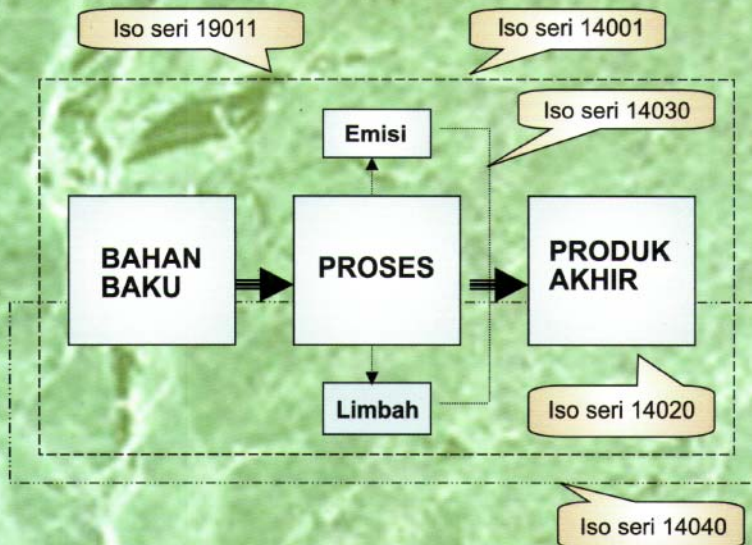 Iso seri 19011
Iso seri 14001
Iso seri 14030
Emisi
BAHAN
BAKU
PROSES
PRODUK
AKHIR
Limbah
Iso seri 14020
Iso seri 14040